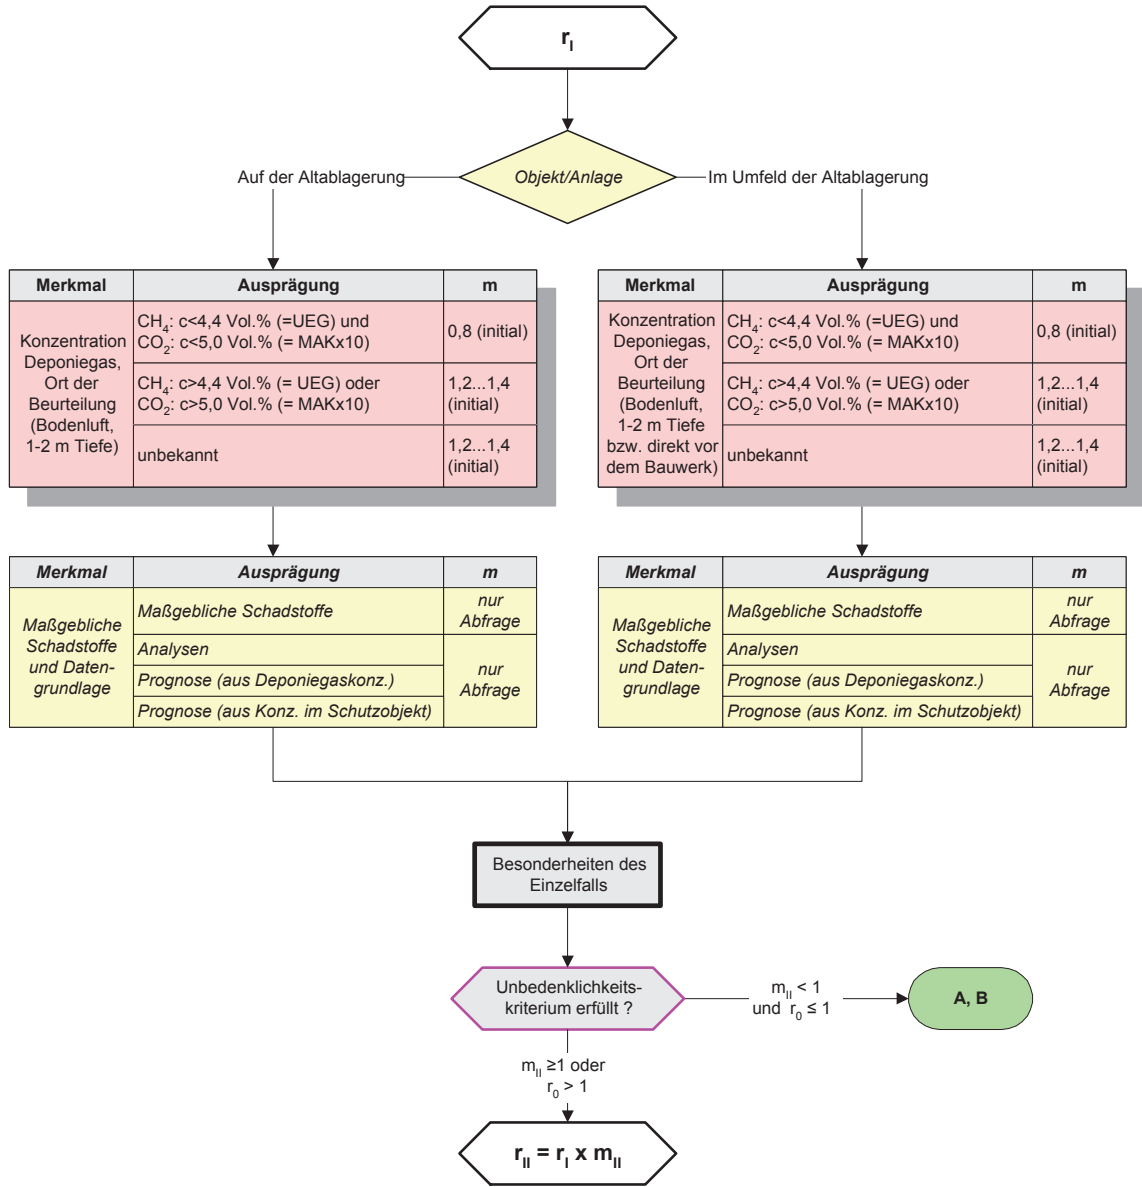 r_I
Objekt/Anlage
Auf der Altablagerung
Im Umfeld der Altablagerung
Merkmal Ausprägung m
Konzentration
Deponiegas,
Ort der
Beurteilung
(Bodenluft,
1-2 m Tiefe)
CH₄: c<4,4 Vol.% (=UEG) und
CO₂: c<5,0 Vol.% (= MAKx10)
0,8 (initial)
CH₄: c>4,4 Vol.% (= UEG) oder
CO₂: c>5,0 Vol.% (= MAKx10)
1,2...1,4
(initial)
unbekannt
1,2...1,4
(initial)
Merkmal Ausprägung m
Konzentration
Deponiegas,
Ort der
Beurteilung
(Bodenluft,
1-2 m Tiefe
bzw. direkt vor
dem Bauwerk)
CH₄: c<4,4 Vol.% (=UEG) und
CO₂: c<5,0 Vol.% (= MAKx10)
0,8 (initial)
CH₄: c>4,4 Vol.% (= UEG) oder
CO₂: c>5,0 Vol.% (= MAKx10)
1,2...1,4
(initial)
unbekannt
1,2...1,4
(initial)
Merkmal Ausprägung m
Maßgebliche
Schadstoffe
und Daten-
grundlage
Maßgebliche Schadstoffe
nur
Abfrage
Analysen
Prognose (aus Deponiegaskonz.)
Prognose (aus Konz. im Schutzobjekt)
nur
Abfrage
Merkmal Ausprägung m
Maßgebliche
Schadstoffe
und Daten-
grundlage
Maßgebliche Schadstoffe
nur
Abfrage
Analysen
Prognose (aus Deponiegaskonz.)
Prognose (aus Konz. im Schutzobjekt)
nur
Abfrage
Besonderheiten des
Einzelfalls
Unbedenklichkeits-
kriterium erfüllt ?
m_II < 1
und r₀ ≤ 1
A, B
m_II ≥1 oder
r₀ > 1
r_II = r_I x m_II